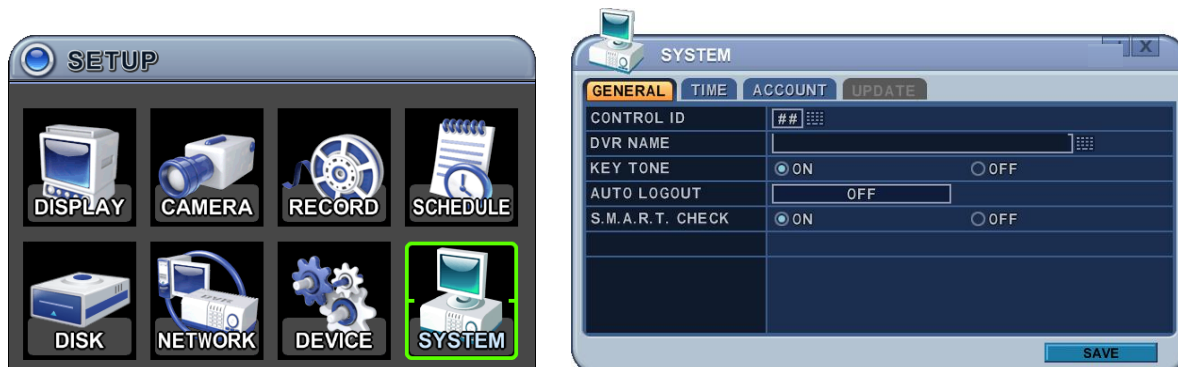 SETUP
DISPLAY CAMERA RECORD SCHEDULE
DISK NETWORK DEVICE SYSTEM
SYSTEM X
GENERAL TIME ACCOUNT UPDATE
CONTROL ID ##
DVR NAME
KEY TONE ON OFF
AUTO LOGOUT OFF
S.M.A.R.T. CHECK ON OFF
SAVE